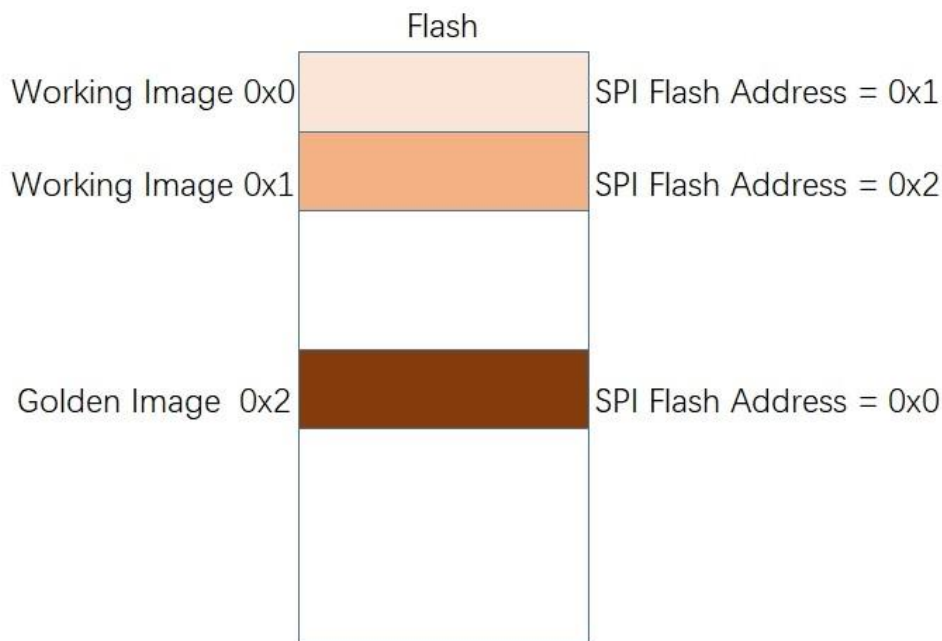 Flash
Working Image 0x0 SPI Flash Address = 0x1
Working Image 0x1 SPI Flash Address = 0x2
Golden Image 0x2 SPI Flash Address = 0x0